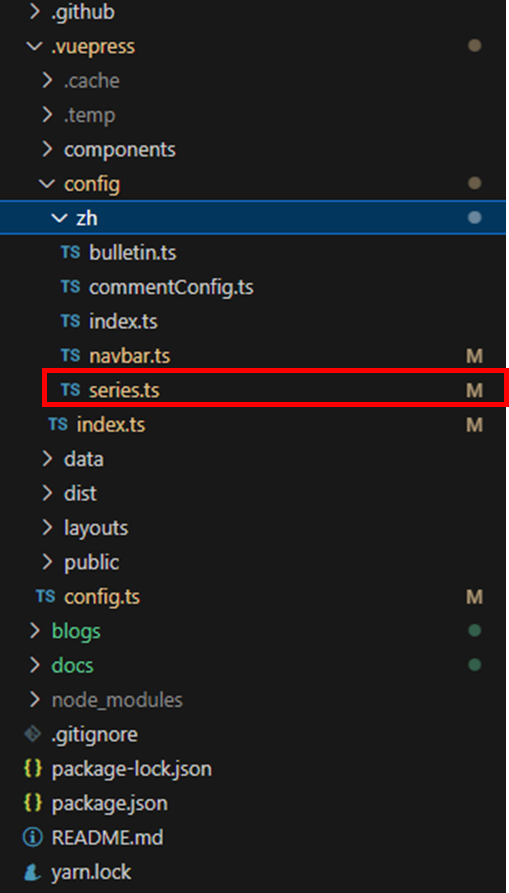 .github
.vuepress
.cache
.temp
components
config
zh
TS bulletin.ts
TS commentConfig.ts
TS index.ts
TS navbar.ts M
TS series.ts M
TS index.ts M
data
dist
layouts
public
TS config.ts M
blogs
docs
node_modules
.gitignore
{} package-lock.json
{} package.json
README.md
yarn.lock